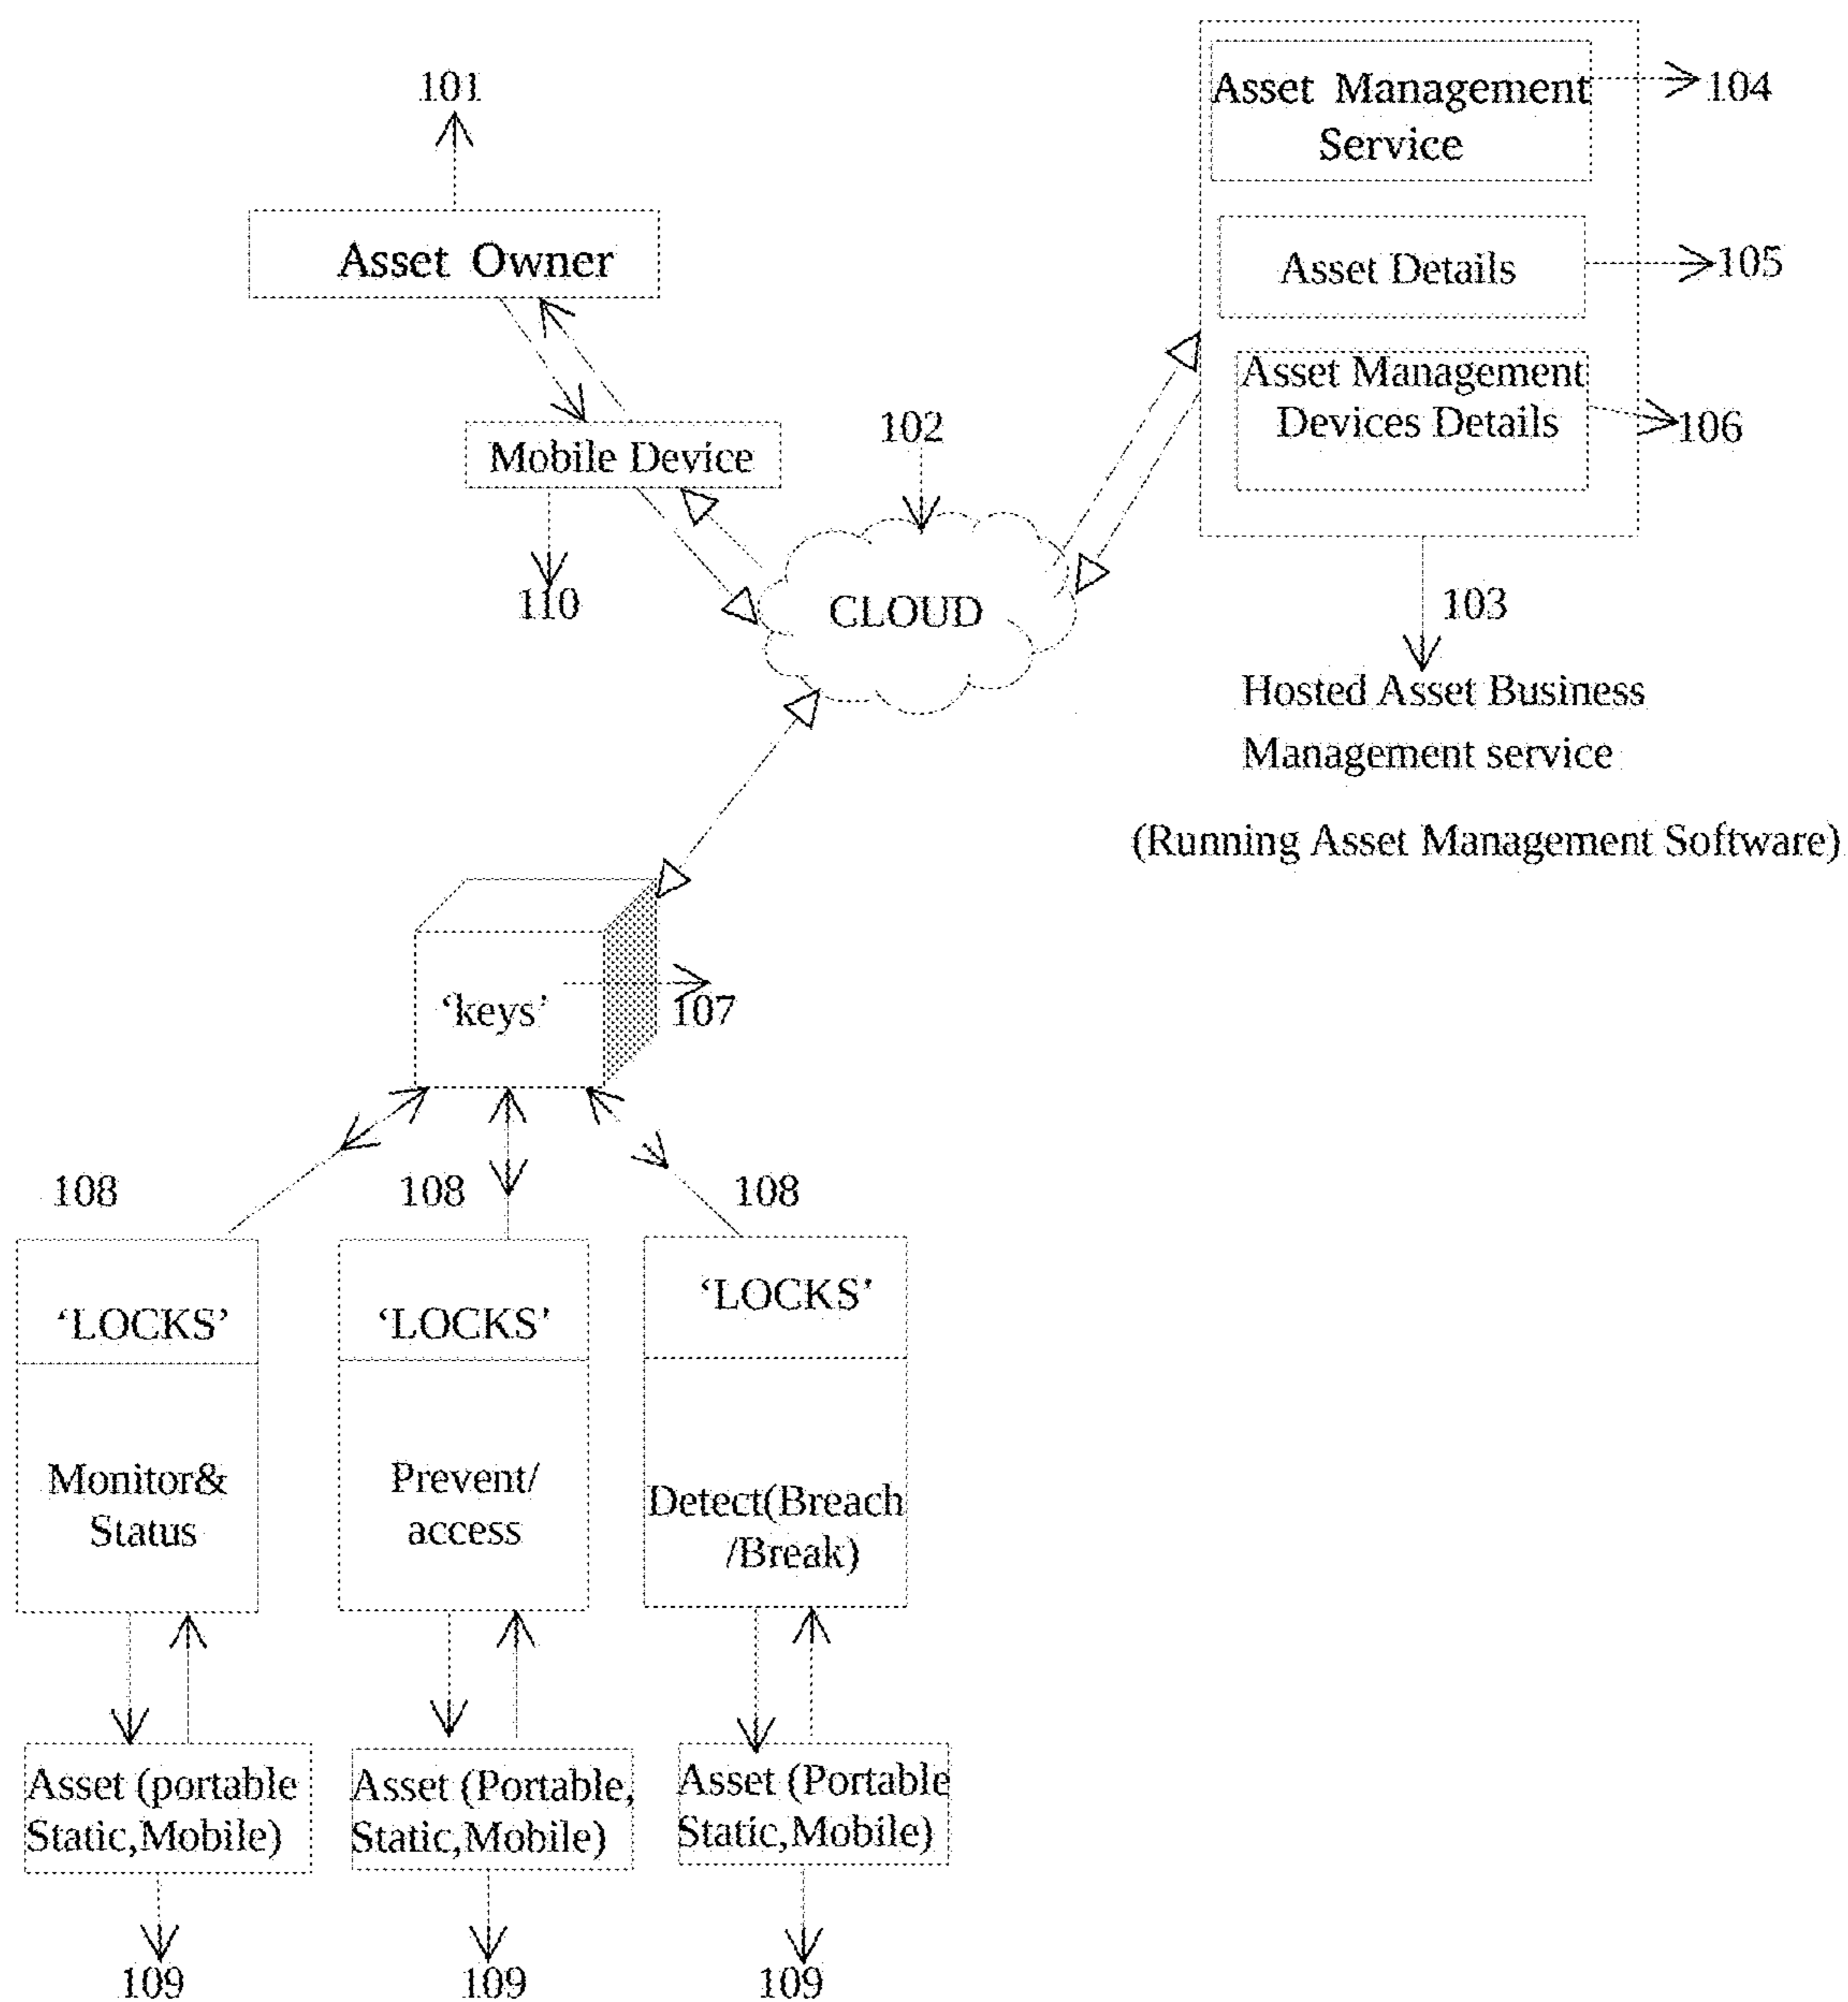 101
Asset Owner
Mobile Device
110
102
CLOUD
Asset Management
Service
104
Asset Details
105
Asset Management
Devices Details
106
103
Hosted Asset Business
Management service
(Running Asset Management Software)
‘keys’
107
108
108
108
‘LOCKS’
Monitor&
Status
‘LOCKS’
Prevent/
access
‘LOCKS’
Detect(Breach
/Break)
Asset (portable
Static,Mobile)
Asset (Portable,
Static,Mobile)
Asset (Portable
Static,Mobile)
109
109
109